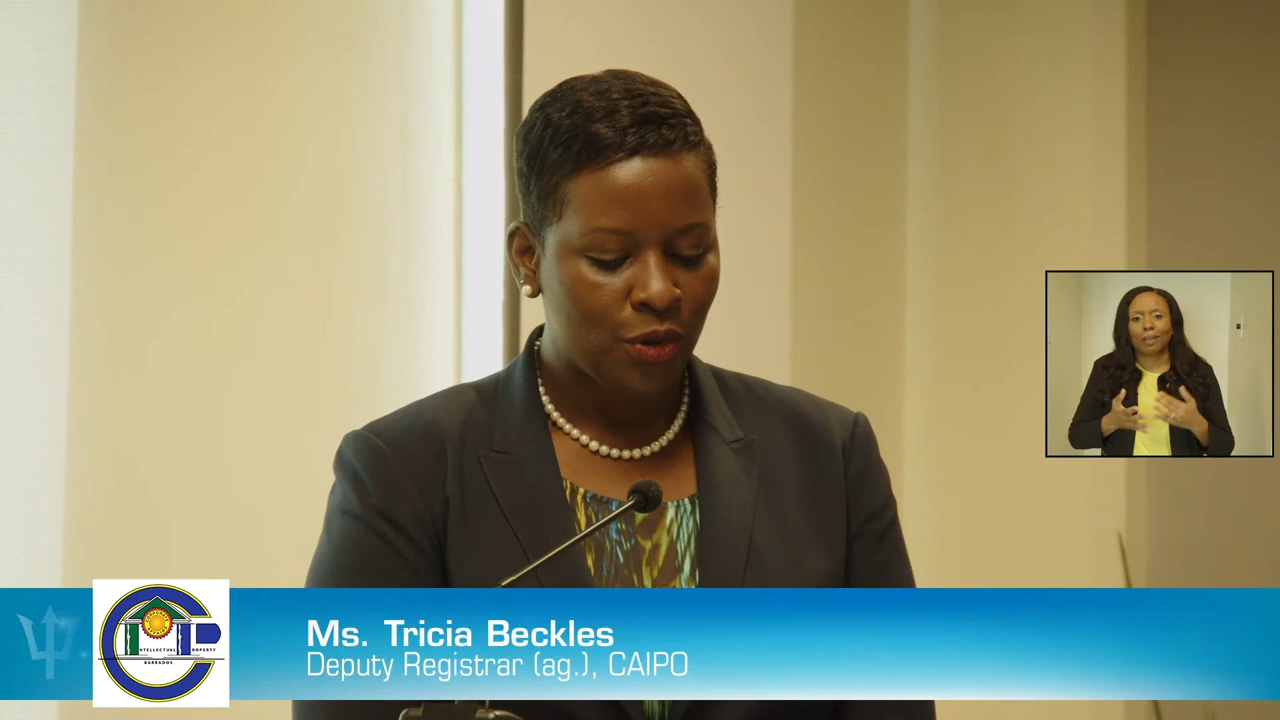 Ms. Tricia Beckles
Deputy Registrar (ag.), CAIPO
INTELLECTUAL PROPERTY
BARBADOS